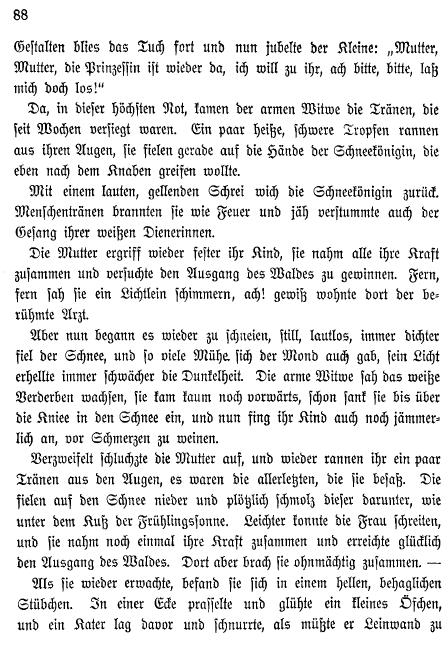 88
Gestalten blies das Tuch fort und nun jubelte der Kleine: „Mutter,
Mutter, die Prinzessin ist wieder da, ich will zu ihr, ach bitte, bitte, laß
mich doch los!“
Da, in dieser höchsten Not, kamen der armen Witwe die Tränen, die
seit Wochen versiegt waren. Ein paar heiße, schwere Tropfen rannen
aus ihren Augen, sie fielen gerade auf die Hände der Schneekönigin, die
eben nach dem Knaben greifen wollte.
Mit einem lauten, gellenden Schrei wich die Schneekönigin zurück.
Menschentränen brannten sie wie Feuer und jäh verstummte auch der
Gesang ihrer weißen Dienerinnen.
Die Mutter ergriff wieder fester ihr Kind, sie nahm alle ihre Kraft
zusammen und versuchte den Ausgang des Waldes zu gewinnen. Fern,
fern sah sie ein Lichtlein schimmern, ach! gewiß wohnte dort der be-
rühmte Arzt.
Aber nun begann es wieder zu schneien, still, lautlos, immer dichter
fiel der Schnee, und so viele Mühe sich der Mond auch gab, sein Licht
erhellte immer schwächer die Dunkelheit. Die arme Witwe sah das weiße
Verderben wachsen, sie kam kaum noch vorwärts, schon sank sie bis über
die Kniee in den Schnee ein, und nun fing ihr Kind auch noch jämmer-
lich an, vor Schmerzen zu weinen.
Verzweifelt schluchzte die Mutter auf, und wieder rannen ihr ein paar
Tränen aus den Augen, es waren die allerletzten, die sie besaß. Die
fielen auf den Schnee nieder und plötzlich schmolz dieser darunter, wie
unter dem Kuß der Frühlingssonne. Leichter konnte die Frau schreiten,
und sie nahm noch einmal ihre Kraft zusammen und erreichte glücklich
den Ausgang des Waldes. Dort aber brach sie ohnmächtig zusammen. —
Als sie wieder erwachte, befand sie sich in einem hellen, behaglichen
Stübchen. In einer Ecke prasselte und glühte ein kleines Öfchen,
und ein Kater lag davor und schnurrte, als müßte er Leinwand zu